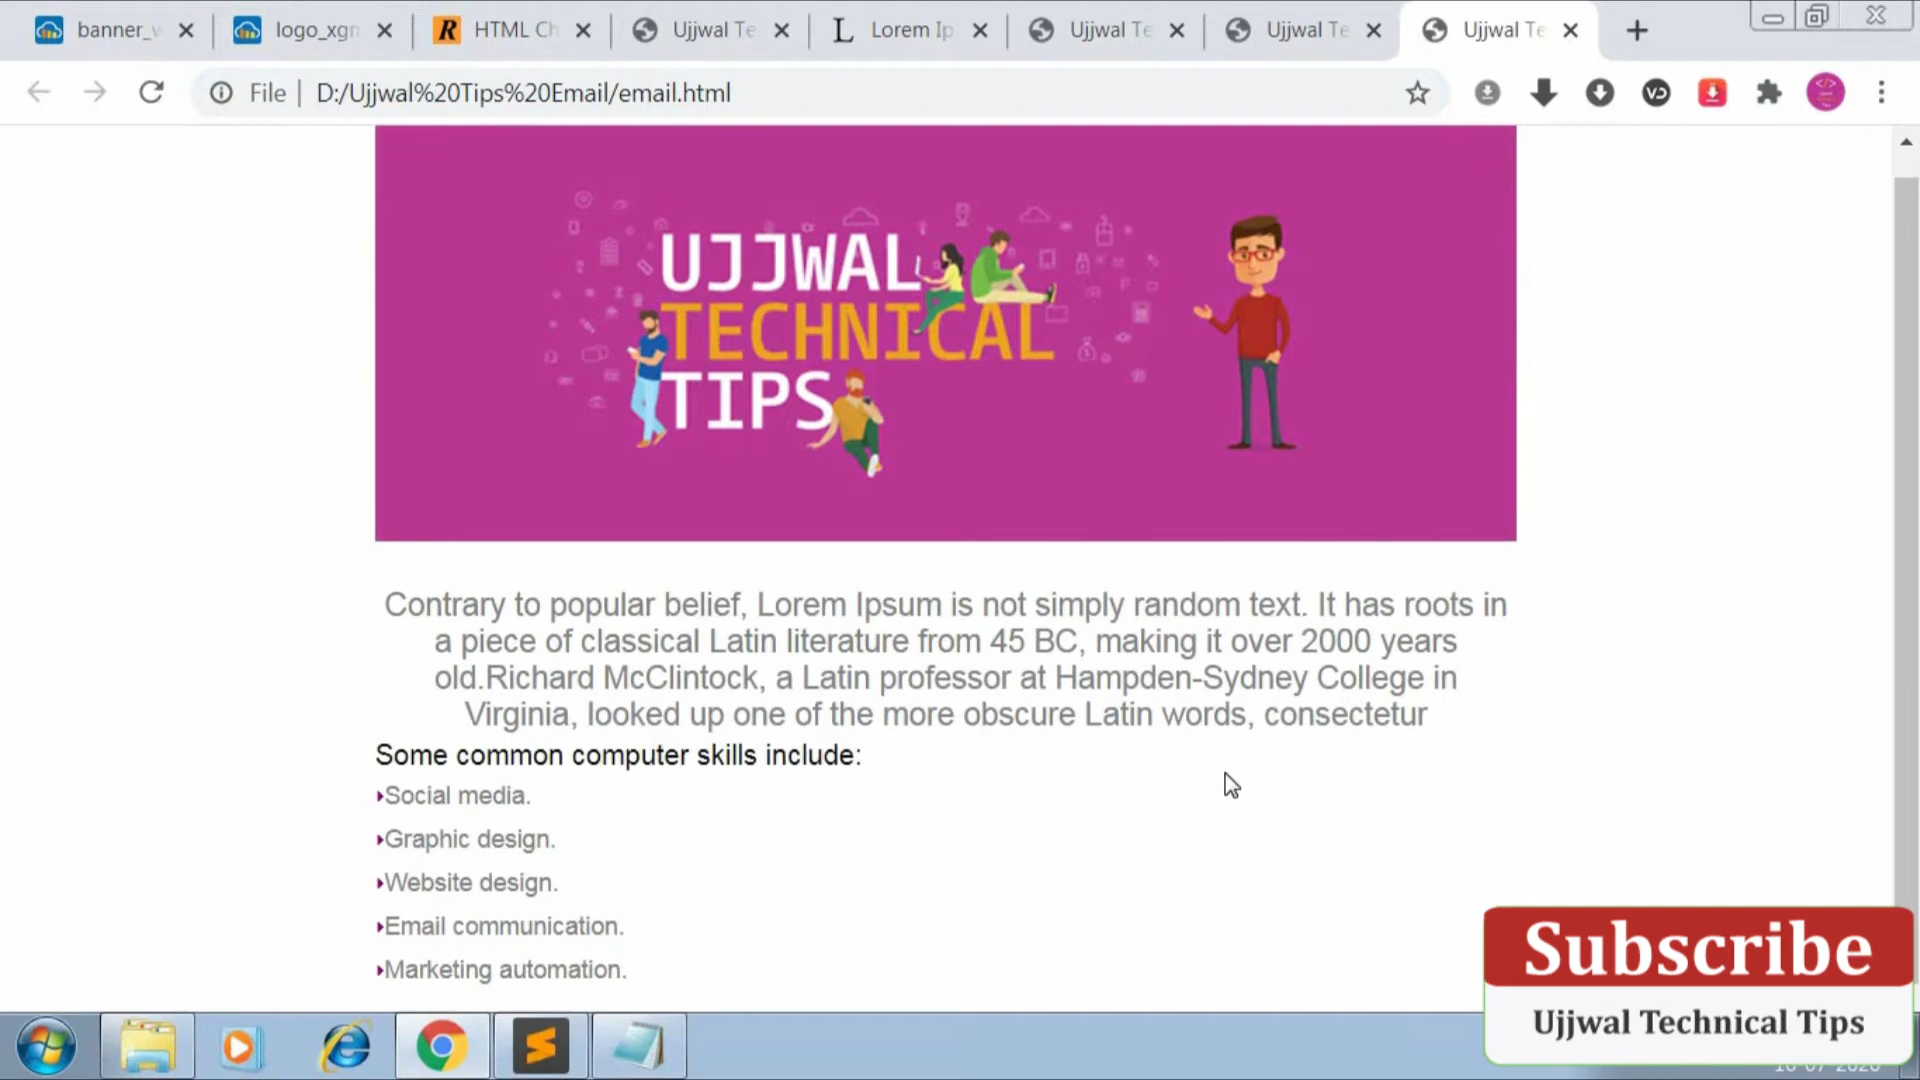 banner_w
logo_xgn
HTML Ch
Ujjwal Te
Lorem Ip
Ujjwal Te
Ujjwal Te
Ujjwal Te
File | D:/Ujjwal%20Tips%20Email/email.html
UJJWAL
TECHNICAL
TIPS
Contrary to popular belief, Lorem Ipsum is not simply random text. It has roots in
a piece of classical Latin literature from 45 BC, making it over 2000 years
old.Richard McClintock, a Latin professor at Hampden-Sydney College in
Virginia, looked up one of the more obscure Latin words, consectetur
Some common computer skills include:
Social media.
Graphic design.
Website design.
Email communication.
Marketing automation.
Subscribe
Ujjwal Technical Tips